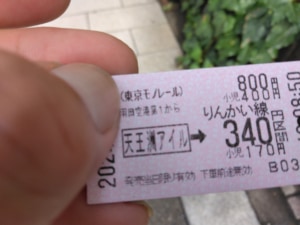 〈東京モノレール〉
800円
小児 400円
空港第1から
りんかい線
天王洲アイル→340円区間
小児 170円
202
8:50
発売当日限り有効 下車前途無効
B03